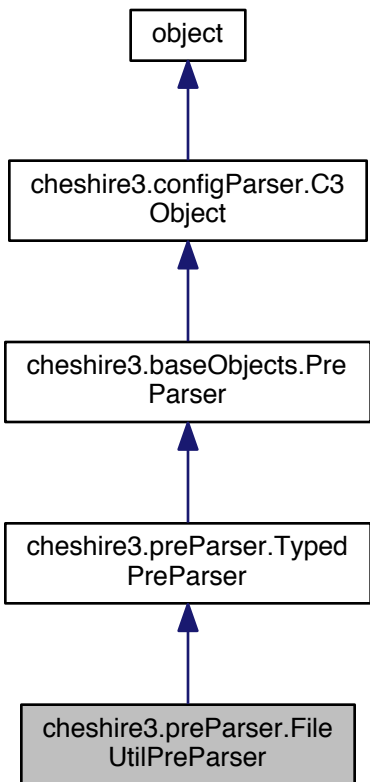 object
cheshire3.configParser.C3
Object
cheshire3.baseObjects.Pre
Parser
cheshire3.preParser.Typed
PreParser
cheshire3.preParser.File
UtilPreParser